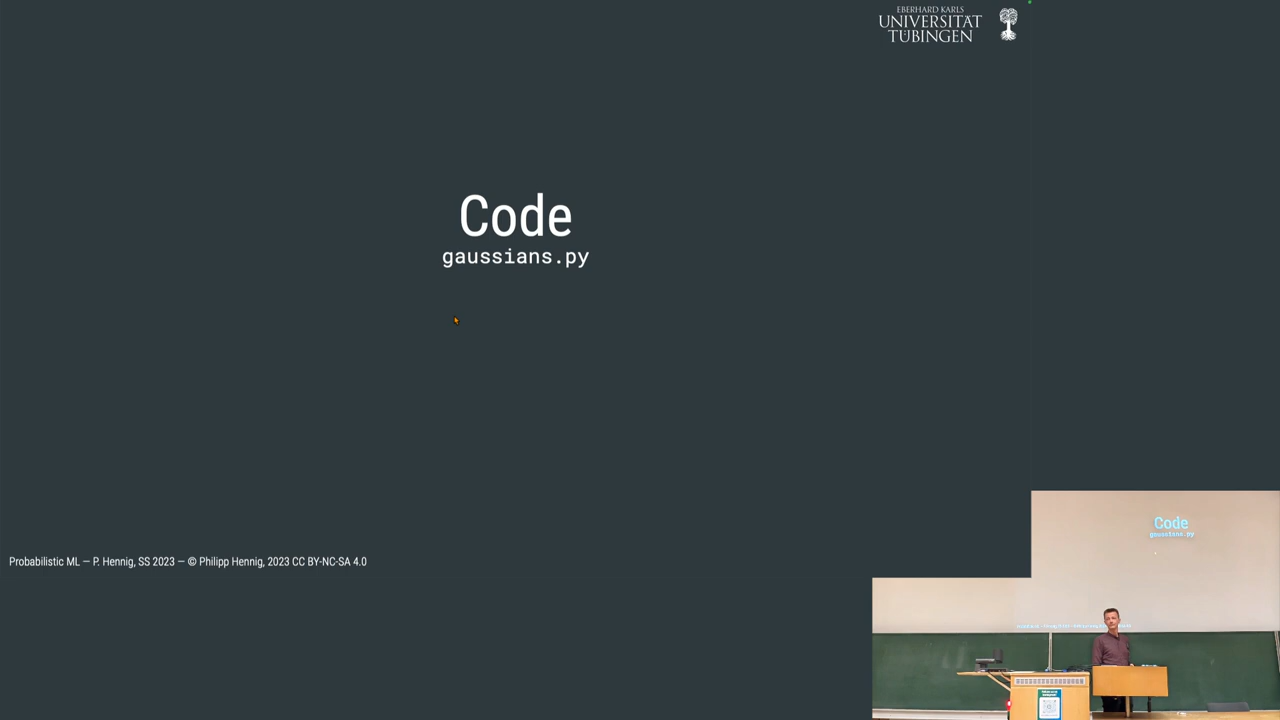 EBERHARD KARLS
UNIVERSITÄT
TÜBINGEN
Code
gaussians.py
Probabilistic ML — P. Hennig, SS 2023 — © Philipp Hennig, 2023 CC BY-NC-SA 4.0
Code
gaussians.py